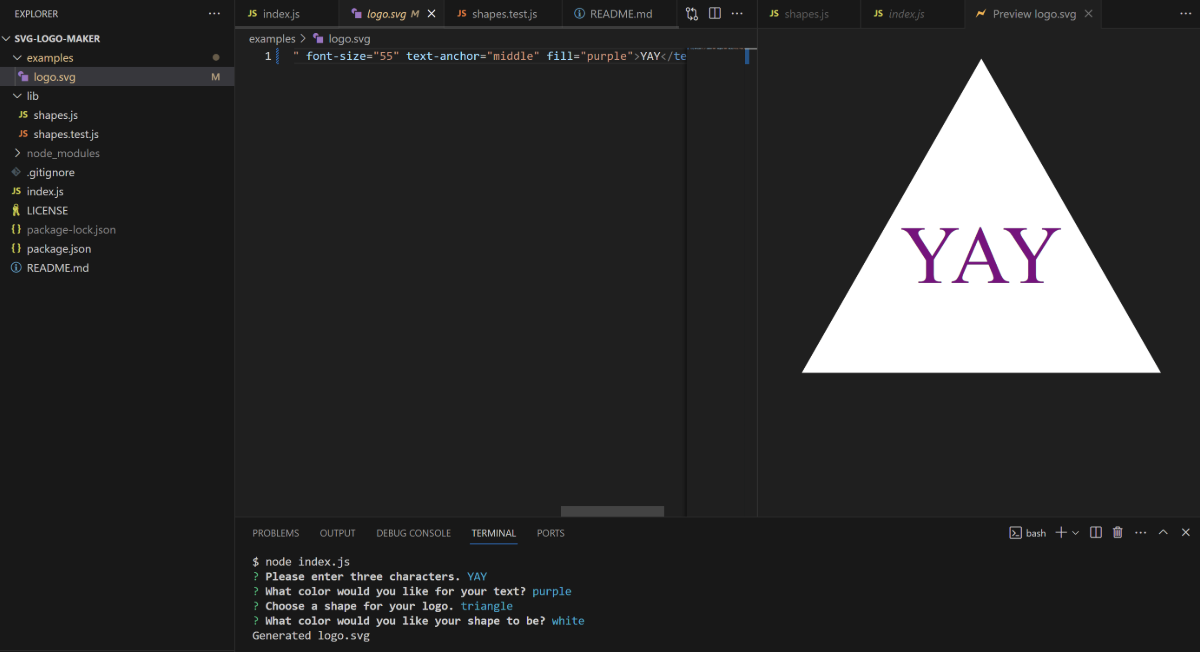 EXPLORER
SVG-LOGO-MAKER
examples
logo.svg M
lib
JS shapes.js
JS shapes.test.js
node_modules
.gitignore
JS index.js
LICENSE
{} package-lock.json
{} package.json
README.md
JS index.js logo.svg M JS shapes.test.js README.md
examples > logo.svg
1 " font-size="55" text-anchor="middle" fill="purple">YAY</te
JS shapes.js JS index.js Preview logo.svg
YAY
PROBLEMS OUTPUT DEBUG CONSOLE TERMINAL PORTS
bash
$ node index.js
? Please enter three characters. YAY
? What color would you like for your text? purple
? Choose a shape for your logo. triangle
? What color would you like your shape to be? white
Generated logo.svg